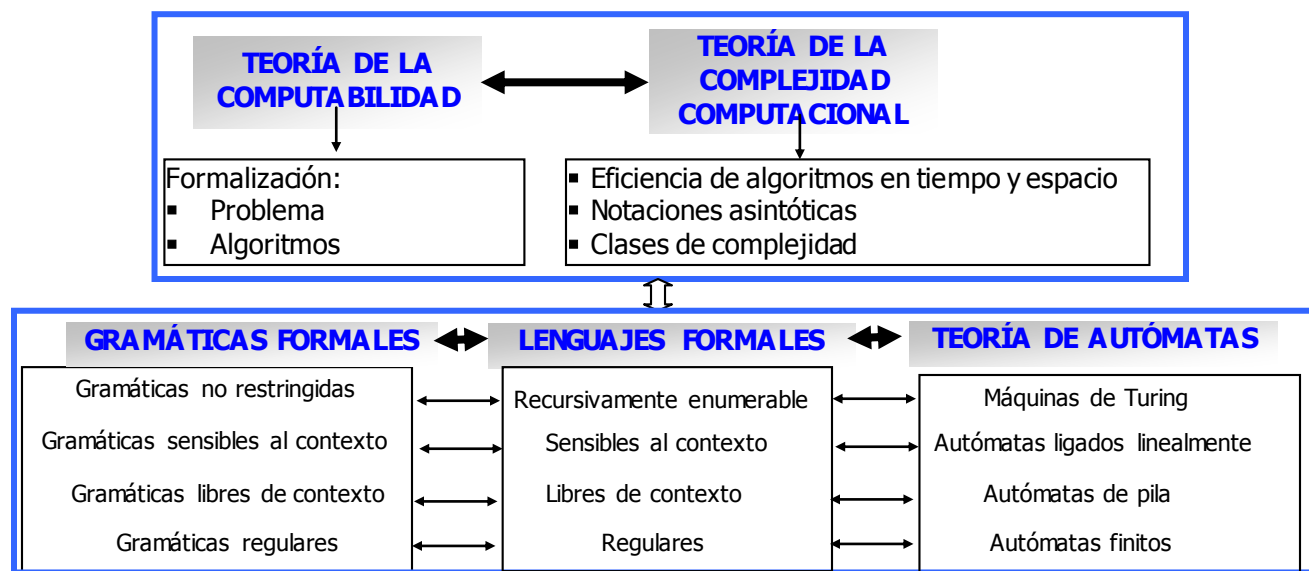 TEORÍA DE LA
COMPUTABILIDAD
TEORÍA DE LA
COMPLEJIDAD
COMPUTACIONAL
Formalización:
▪ Problema
▪ Algoritmos
▪ Eficiencia de algoritmos en tiempo y espacio
▪ Notaciones asintóticas
▪ Clases de complejidad
GRAMÁTICAS FORMALES
LENGUAJES FORMALES
TEORÍA DE AUTÓMATAS
Gramáticas no restringidas
Recursivamente enumerable
Máquinas de Turing
Gramáticas sensibles al contexto
Sensibles al contexto
Autómatas ligados linealmente
Gramáticas libres de contexto
Libres de contexto
Autómatas de pila
Gramáticas regulares
Regulares
Autómatas finitos